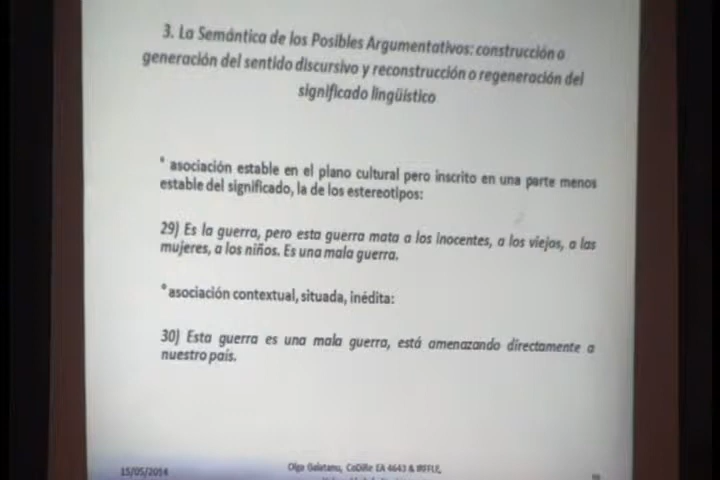 3. La Semántica de los Posibles Argumentativos: construcción o
generación del sentido discursivo y reconstrucción o regeneración del
significado lingüístico
° asociación estable en el plano cultural pero inscrito en una parte menos
estable del significado, la de los estereotipos:
29) Es la guerra, pero esta guerra mata a los inocentes, a los viejos, a las
mujeres, a los niños. Es una mala guerra.
°asociación contextual, situada, inédita:
30) Esta guerra es una mala guerra, está amenazando directamente a
nuestro país.
15/05/2014
Olga Galatanu, CoDiRe EA 4643 & IRFFLE,